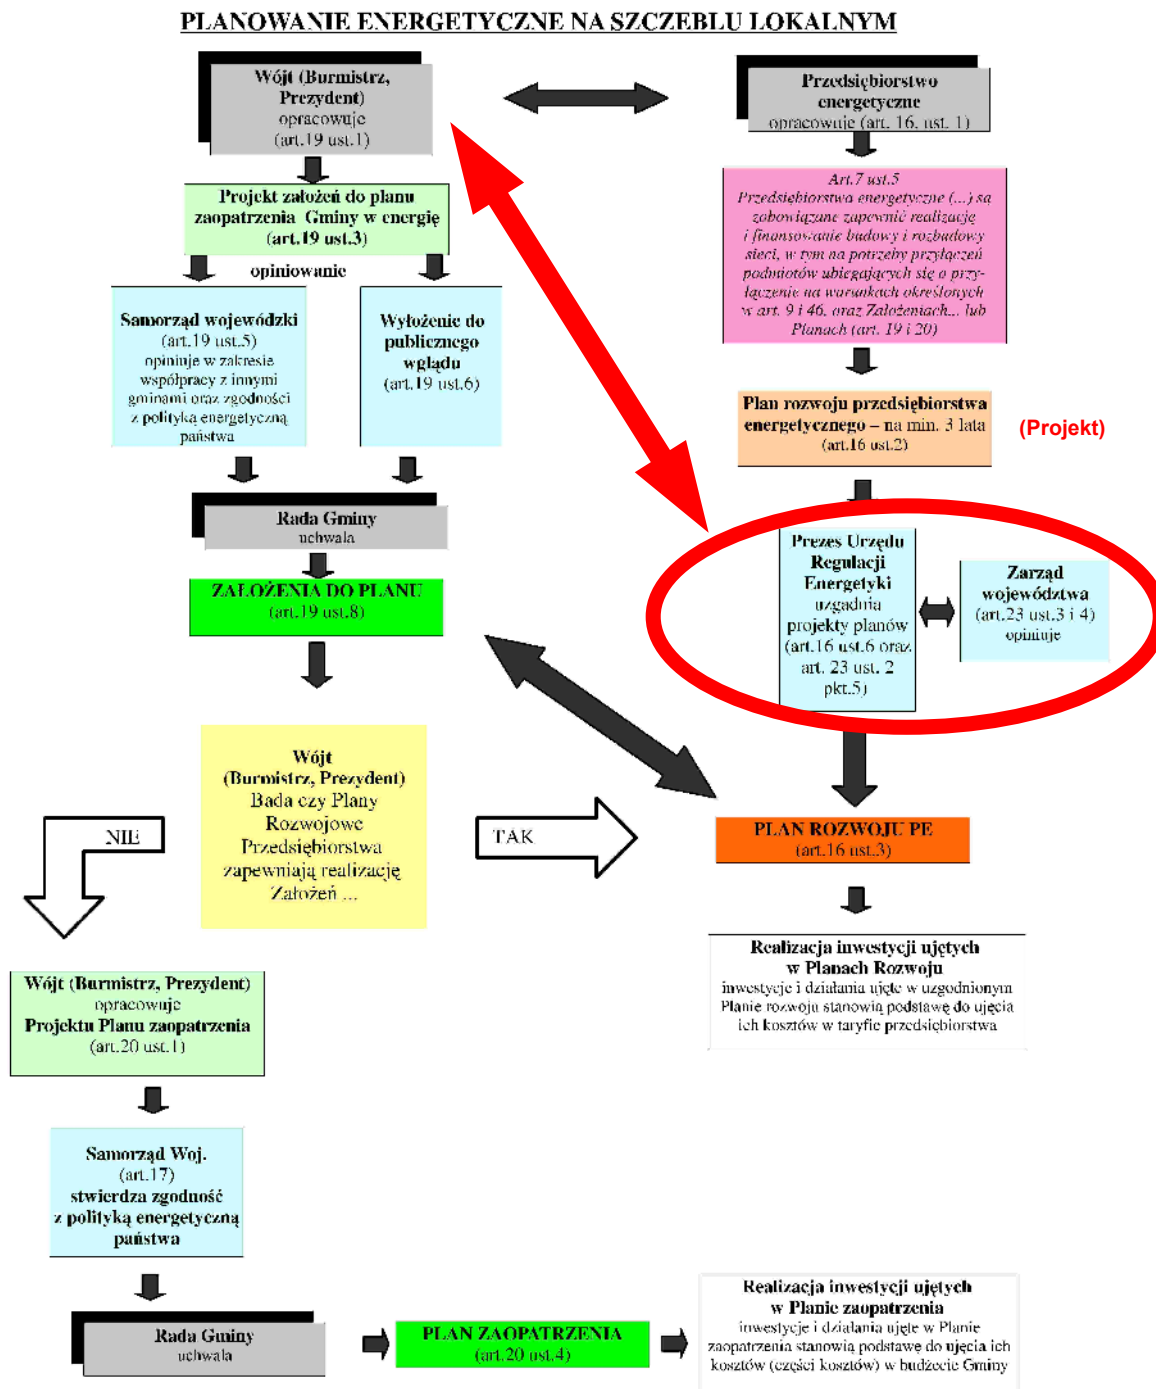 PLANOWANIE ENERGETYCZNE NA SZCZEBLU LOKALNYM
Wójt (Burmistrz,
Prezydent)
opracowuje
(art.19 ust.1)
Przedsiębiorstwo
energetyczne
opracowuje (art. 16. ust. 1)
Projekt założeń do planu
zaopatrzenia Gminy w energię
(art.19 ust.3)
opiniowanie
Art.7 ust.5
Przedsiębiorstwa energetyczne (...) są
zobowiązane zapewnić realizację
i finansowanie budowy i rozbudowy
sieci, w tym na potrzeby przyłączeń
podmiotów ubiegających się o przy-
łączenie na warunkach określonych
w art. 9 i 46. oraz Założeniach... lub
Planach (art. 19 i 20)
Samorząd wojewódzki
(art.19 ust.5)
opiniuje w zakresie
współpracy z innymi
gminami oraz zgodności
z polityką energetyczną
państwa
Wyłożenie do
publicznego
wglądu
(art.19 ust.6)
Plan rozwoju przedsiębiorstwa
energetycznego – na min. 3 lata
(art.16 ust.2)
(Projekt)
Rada Gminy
uchwala
ZAŁOŻENIA DO PLANU
(art.19 ust.8)
Prezes Urzędu
Regulacji
Energetyki
uzgadnia
projekty planów
(art.16 ust.6 oraz
art. 23 ust. 2
pkt.5)
Zarząd
województwa
(art.23 ust.3 i 4)
opiniuje
Wójt
(Burmistrz, Prezydent)
Bada czy Plany
Rozwojowe
Przedsiębiorstwa
zapewniają realizację
Założeń ...
NIE
TAK
PLAN ROZWOJU PE
(art.16 ust.3)
Realizacja inwestycji ujętych
w Planach Rozwoju
inwestycje i działania ujęte w uzgodnionym
Planie rozwoju stanowią podstawę do ujęcia
ich kosztów w taryfie przedsiębiorstwa
Wójt (Burmistrz, Prezydent)
opracowuje
Projektu Planu zaopatrzenia
(art.20 ust.1)
Samorząd Woj.
(art.17)
stwierdza zgodność
z polityką energetyczną
państwa
Rada Gminy
uchwala
PLAN ZAOPATRZENIA
(art.20 ust.4)
Realizacja inwestycji ujętych
w Planie zaopatrzenia
inwestycje i działania ujęte w Planie
zaopatrzenia stanowią podstawę do ujęcia ich
kosztów (części kosztów) w budżecie Gminy